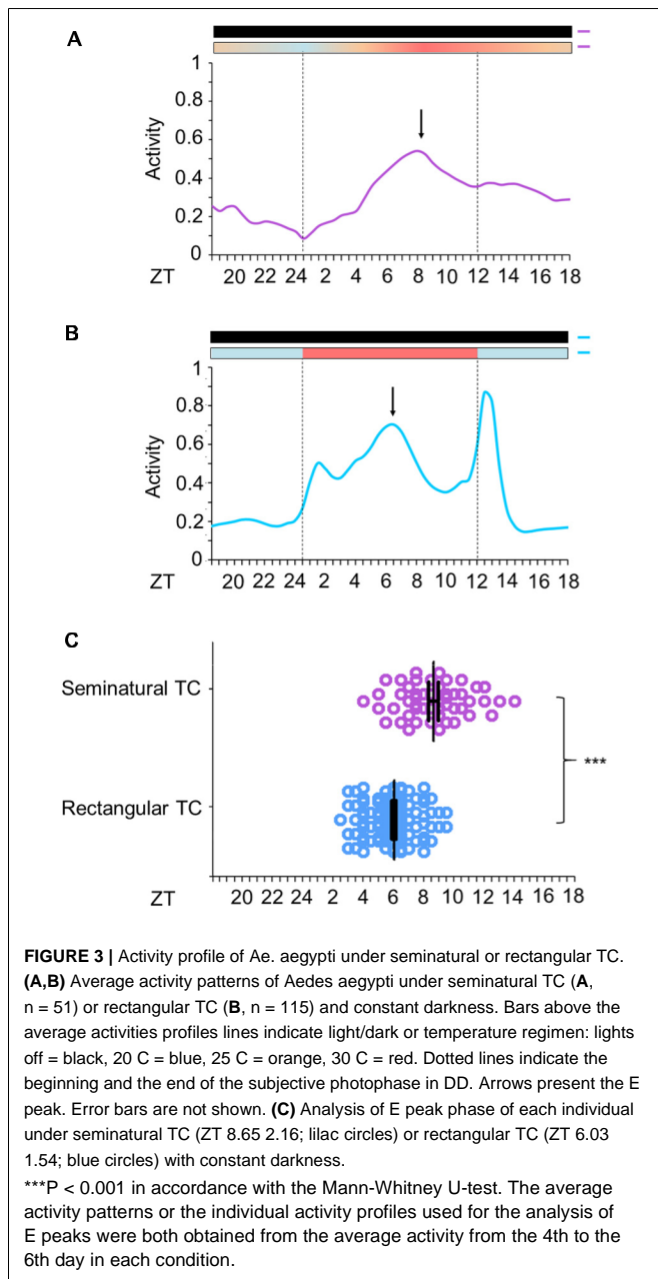 A
1
0.8
0.6
0.4
0.2
0
Activity
ZT 20 22 24 2 4 6 8 10 12 14 16 18
B
1
0.8
0.6
0.4
0.2
0
Activity
ZT 20 22 24 2 4 6 8 10 12 14 16 18
C
Seminatural TC
***
Rectangular TC
ZT 20 22 24 2 4 6 8 10 12 14 16 18
FIGURE 3 | Activity profile of Ae. aegypti under seminatural or rectangular TC.
(A,B) Average activity patterns of Aedes aegypti under seminatural TC (A,
n = 51) or rectangular TC (B, n = 115) and constant darkness. Bars above the
average activities profiles lines indicate light/dark or temperature regimen: lights
off = black, 20 C = blue, 25 C = orange, 30 C = red. Dotted lines indicate the
beginning and the end of the subjective photophase in DD. Arrows present the E
peak. Error bars are not shown. (C) Analysis of E peak phase of each individual
under seminatural TC (ZT 8.65 2.16; lilac circles) or rectangular TC (ZT 6.03
1.54; blue circles) with constant darkness.
***P < 0.001 in accordance with the Mann-Whitney U-test. The average
activity patterns or the individual activity profiles used for the analysis of
E peaks were both obtained from the average activity from the 4th to the
6th day in each condition.